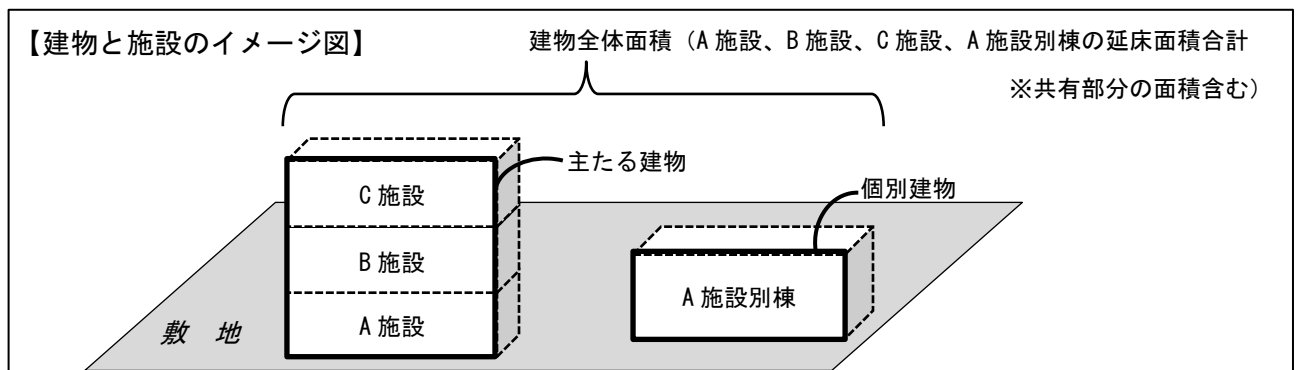 【建物と施設のイメージ図】
建物全体面積（A施設、B施設、C施設、A施設別棟の延床面積合計
※共有部分の面積含む）
主たる建物
C施設
個別建物
B施設
A施設別棟
A施設
敷　地